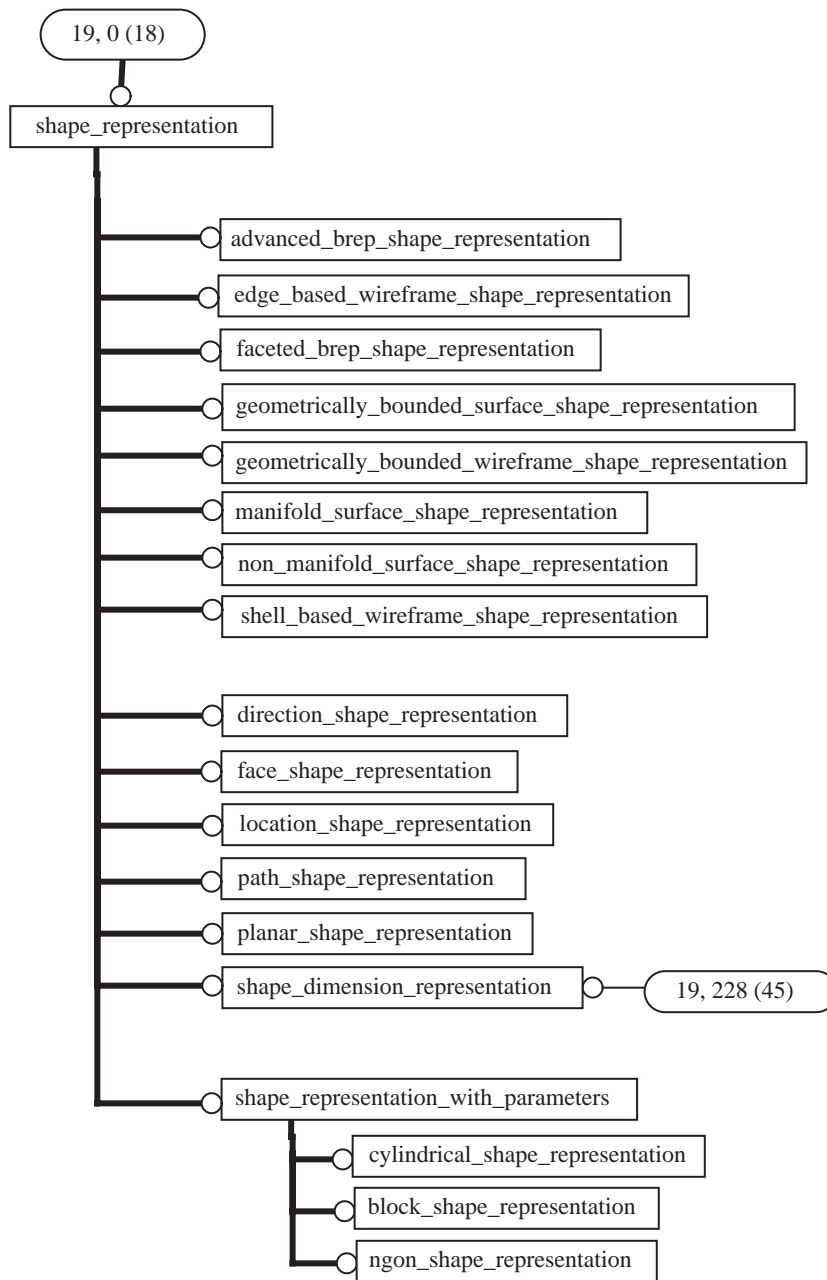 19, 0 (18)
shape_representation
advanced_brep_shape_representation
edge_based_wireframe_shape_representation
faceted_brep_shape_representation
geometrically_bounded_surface_shape_representation
geometrically_bounded_wireframe_shape_representation
manifold_surface_shape_representation
non_manifold_surface_shape_representation
shell_based_wireframe_shape_representation
direction_shape_representation
face_shape_representation
location_shape_representation
path_shape_representation
planar_shape_representation
shape_dimension_representation
19, 228 (45)
shape_representation_with_parameters
cylindrical_shape_representation
block_shape_representation
ngon_shape_representation